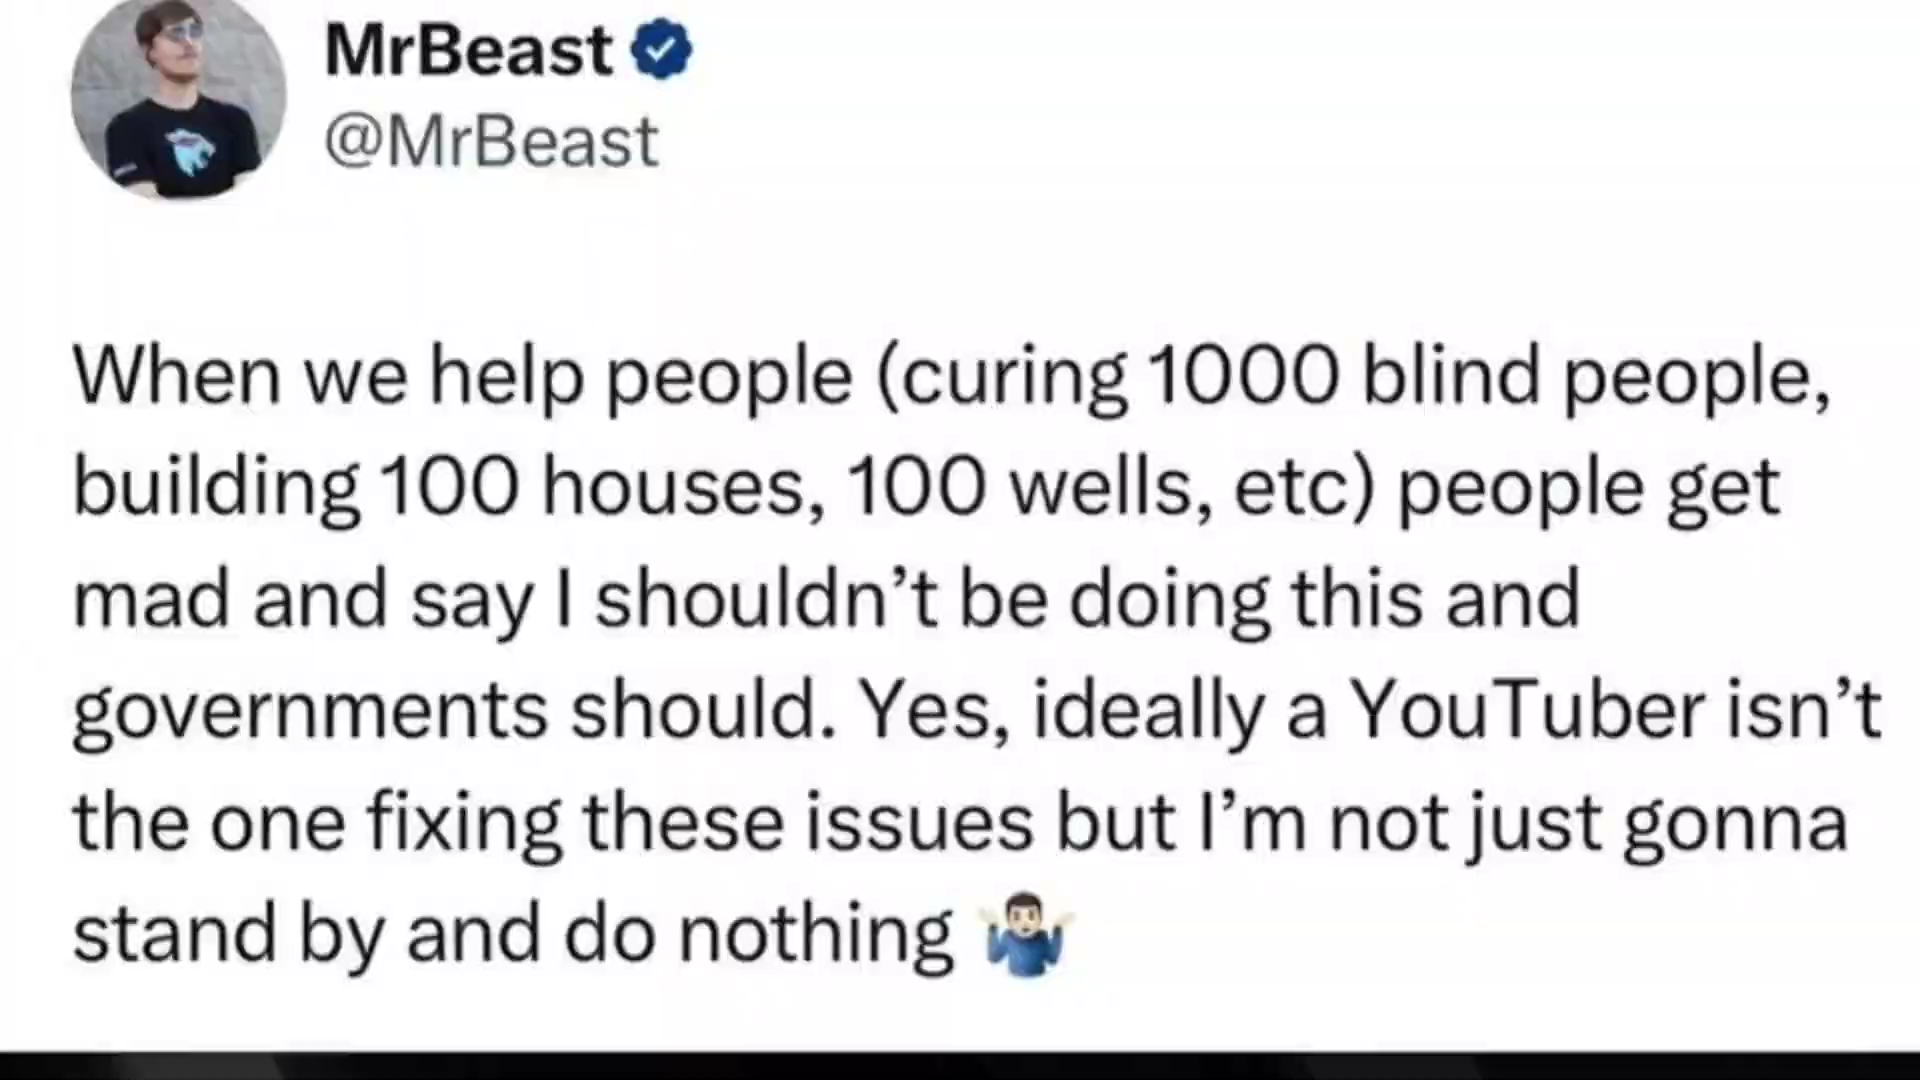 MrBeast
@MrBeast
When we help people (curing 1000 blind people,
building 100 houses, 100 wells, etc) people get
mad and say I shouldn’t be doing this and
governments should. Yes, ideally a YouTuber isn’t
the one fixing these issues but I’m not just gonna
stand by and do nothing 🤷🏻‍♂️